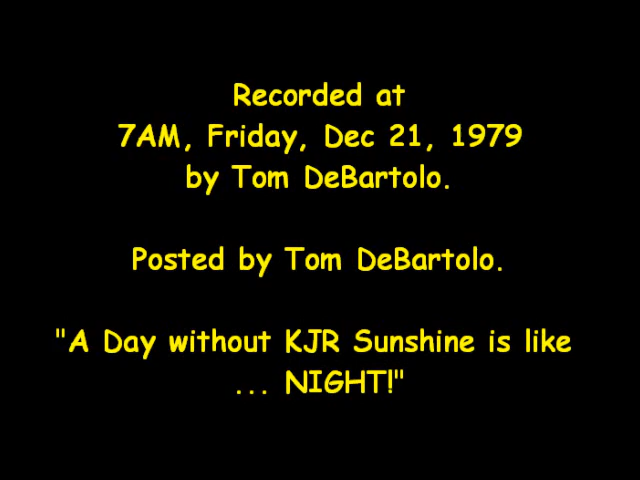 Recorded at
7AM, Friday, Dec 21, 1979
by Tom DeBartolo.
Posted by Tom DeBartolo.
"A Day without KJR Sunshine is like
... NIGHT!"